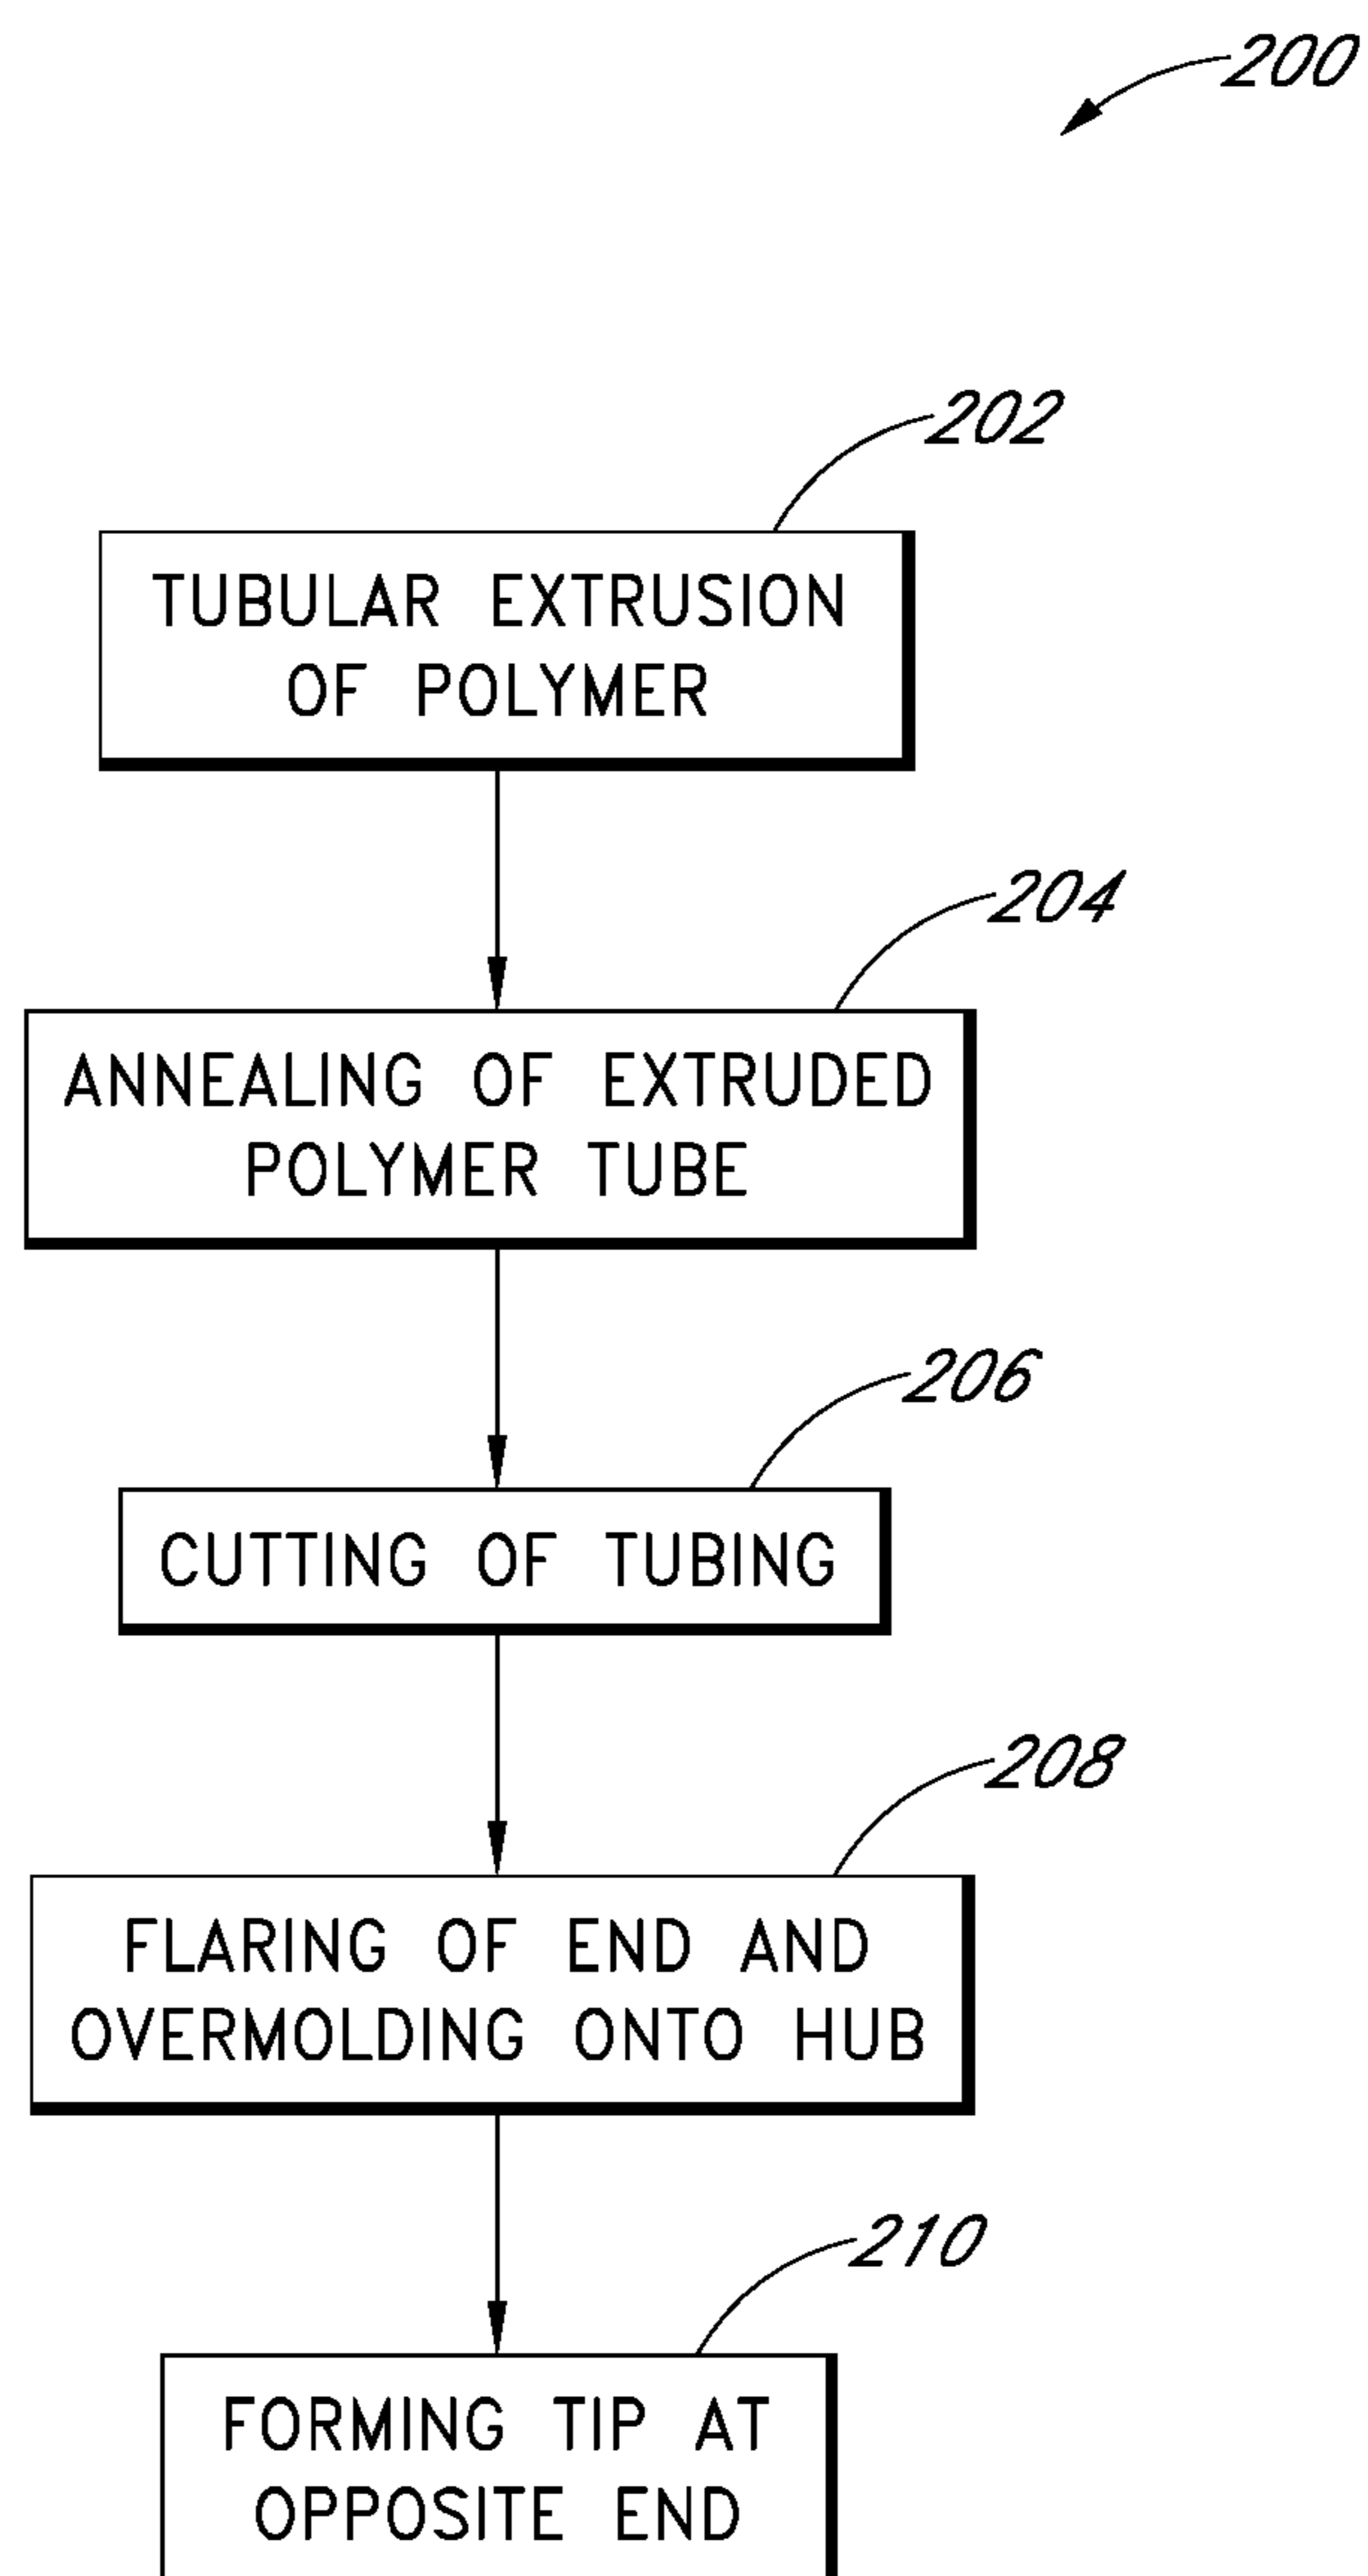 200
202
TUBULAR EXTRUSION
OF POLYMER
204
ANNEALING OF EXTRUDED
POLYMER TUBE
206
CUTTING OF TUBING
208
FLARING OF END AND
OVERMOLDING ONTO HUB
210
FORMING TIP AT
OPPOSITE END